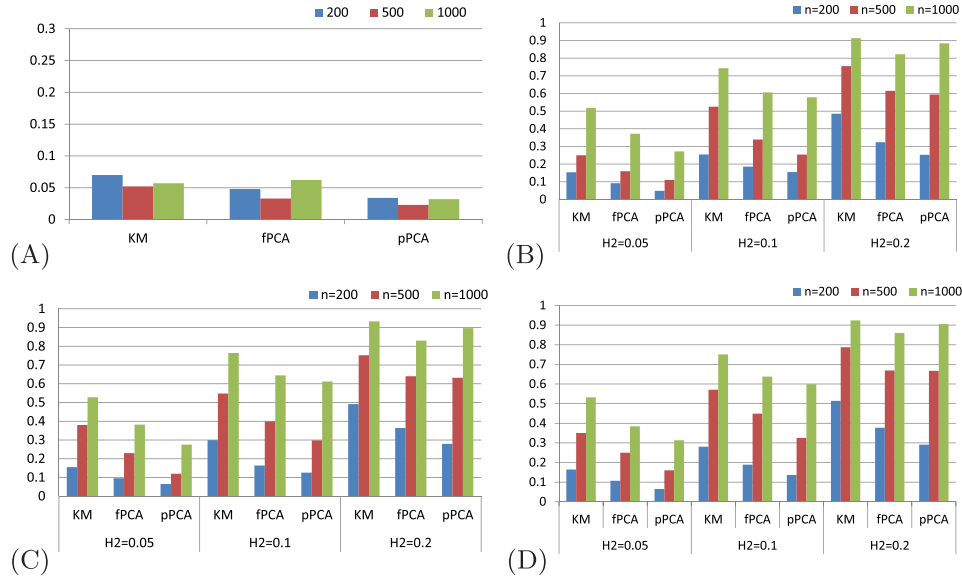 200 500 1000
0.3
0.25
0.2
0.15
0.1
0.05
0
KM fPCA pPCA
(A)
n=200 n=500 n=1000
1
0.9
0.8
0.7
0.6
0.5
0.4
0.3
0.2
0.1
0
KM fPCA pPCA KM fPCA pPCA KM fPCA pPCA
H2=0.05 H2=0.1 H2=0.2
(B)
n=200 n=500 n=1000
1
0.9
0.8
0.7
0.6
0.5
0.4
0.3
0.2
0.1
0
KM fPCA pPCA KM fPCA pPCA KM fPCA pPCA
H2=0.05 H2=0.1 H2=0.2
(C)
n=200 n=500 n=1000
1
0.9
0.8
0.7
0.6
0.5
0.4
0.3
0.2
0.1
0
KM fPCA pPCA KM fPCA pPCA KM fPCA pPCA
H2=0.05 H2=0.1 H2=0.2
(D)